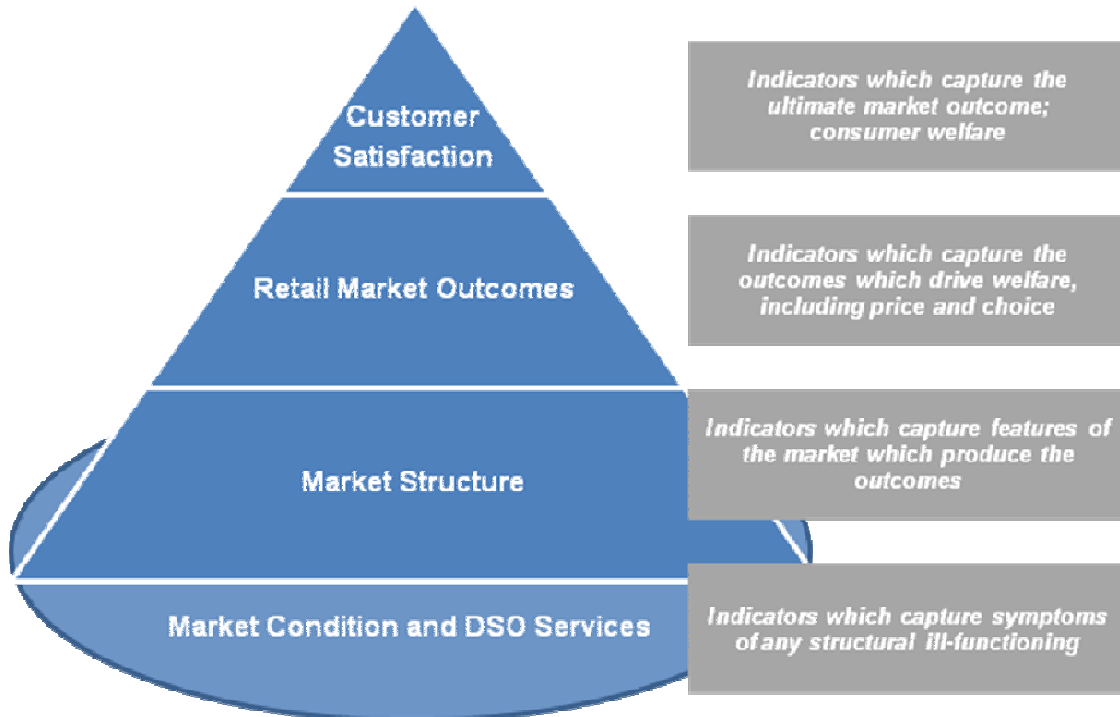 Customer
Satisfaction
Indicators which capture the
ultimate market outcome;
consumer welfare
Retail Market Outcomes
Indicators which capture the
outcomes which drive welfare,
including price and choice
Market Structure
Indicators which capture features of
the market which produce the
outcomes
Market Condition and DSO Services
Indicators which capture symptoms
of any structural ill-functioning